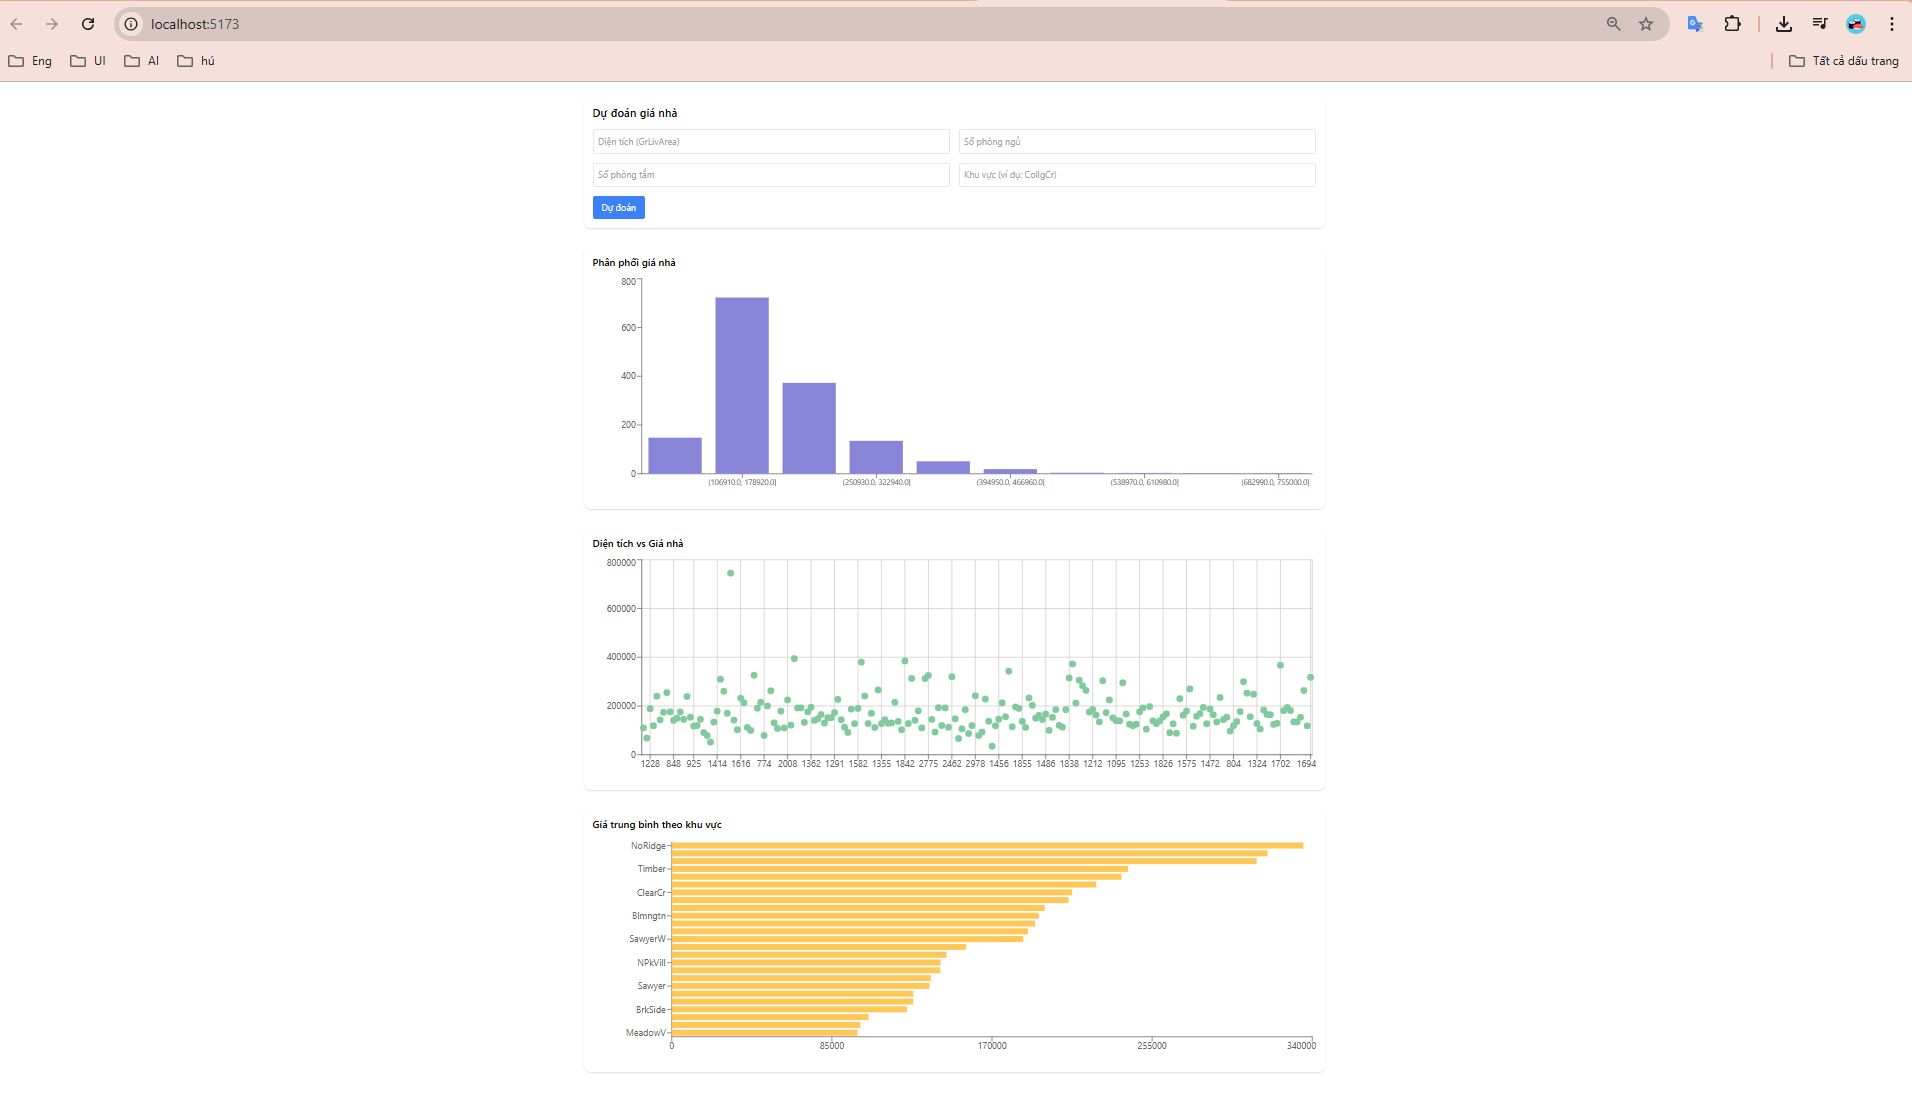 localhost:5173
Eng UI AI hú Tất cả dấu trang
Dự đoán giá nhà
Diện tích (GrLivArea) Số phòng ngủ
Số phòng tắm Khu vực (ví dụ: CollgCr)
Dự đoán
Phân phối giá nhà
800
600
400
200
0
(106910.0, 178920.0] (250930.0, 322940.0] (394950.0, 466960.0] (538970.0, 610980.0] (682990.0, 755000.0]
Diện tích vs Giá nhà
800000
600000
400000
200000
0
1228 848 925 1414 1616 774 2008 1362 1291 1582 1355 1842 2775 2462 2978 1456 1855 1486 1838 1212 1095 1253 1826 1575 1472 804 1324 1702 1694
Giá trung bình theo khu vực
NoRidge
Timber
ClearCr
Blmngtn
SawyerW
NPkVill
Sawyer
BrkSide
MeadowV
0 85000 170000 255000 340000